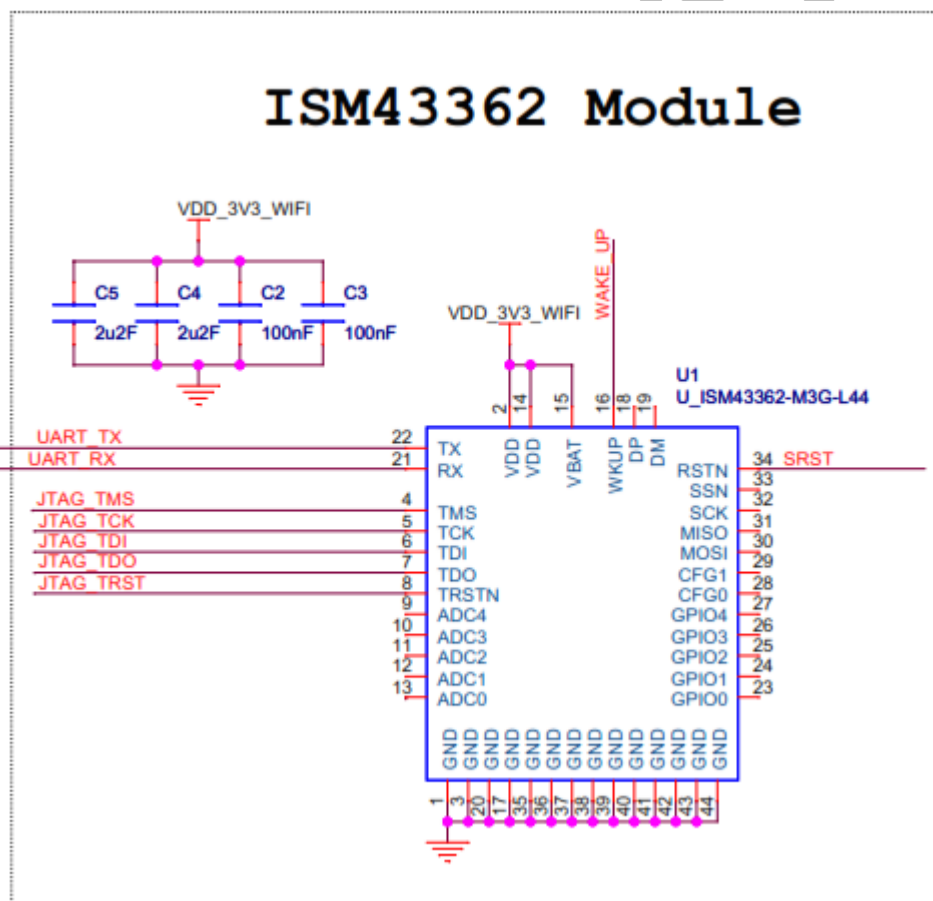 ISM43362 Module
VDD_3V3_WIFI
C5
2u2F
C4
2u2F
C2
100nF
C3
100nF
VDD_3V3_WIFI
WAKE_UP
U1
U_ISM43362-M3G-L44
2
14
15
16
18
19
VDD
VDD
VBAT
WKUP
DP
DM
UART_TX 22 TX
UART_RX 21 RX
JTAG_TMS 4 TMS
JTAG_TCK 5 TCK
JTAG_TDI 6 TDI
JTAG_TDO 7 TDO
JTAG_TRST 8 TRSTN
9 ADC4
10 ADC3
11 ADC2
12 ADC1
13 ADC0
RSTN 34 SRST
SSN 33
SCK 32
MISO 31
MOSI 30
CFG1 29
CFG0 28
GPIO4 27
GPIO3 26
GPIO2 25
GPIO1 24
GPIO0 23
GND GND GND GND GND GND GND GND GND GND GND GND GND GND
1 3 20 17 35 36 37 38 39 40 41 42 43 44